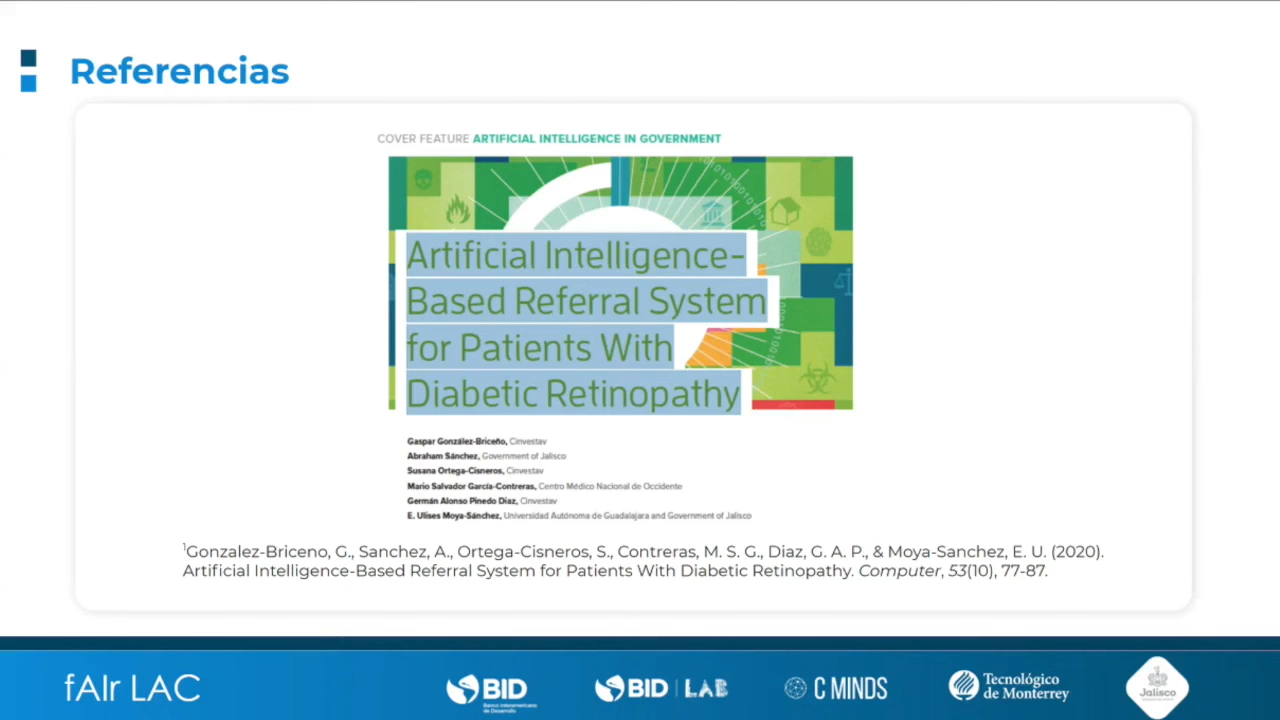 Referencias
COVER FEATURE ARTIFICIAL INTELLIGENCE IN GOVERNMENT
Artificial Intelligence-
Based Referral System
for Patients With
Diabetic Retinopathy
Gaspar González-Briceño, Cinvestav
Abraham Sánchez, Government of Jalisco
Susana Ortega-Cisneros, Cinvestav
Mario Salvador García-Contreras, Centro Médico Nacional de Occidente
Germán Alonso Pinedo Díaz, Cinvestav
E. Ulises Moya-Sánchez, Universidad Autónoma de Guadalajara and Government of Jalisco
1Gonzalez-Briceno, G., Sanchez, A., Ortega-Cisneros, S., Contreras, M. S. G., Diaz, G. A. P., & Moya-Sanchez, E. U. (2020).
Artificial Intelligence-Based Referral System for Patients With Diabetic Retinopathy. Computer, 53(10), 77-87.
fAIr LAC
BID
Banco Interamericano
de Desarrollo
BID | LAB
C MINDS
Tecnológico
de Monterrey
Jalisco